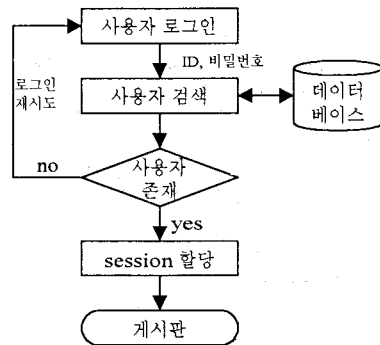 사용자 로그인
ID, 비밀번호
로그인
재시도
사용자 검색
데이터
베이스
no
사용자
존재
yes
session 할당
게시판